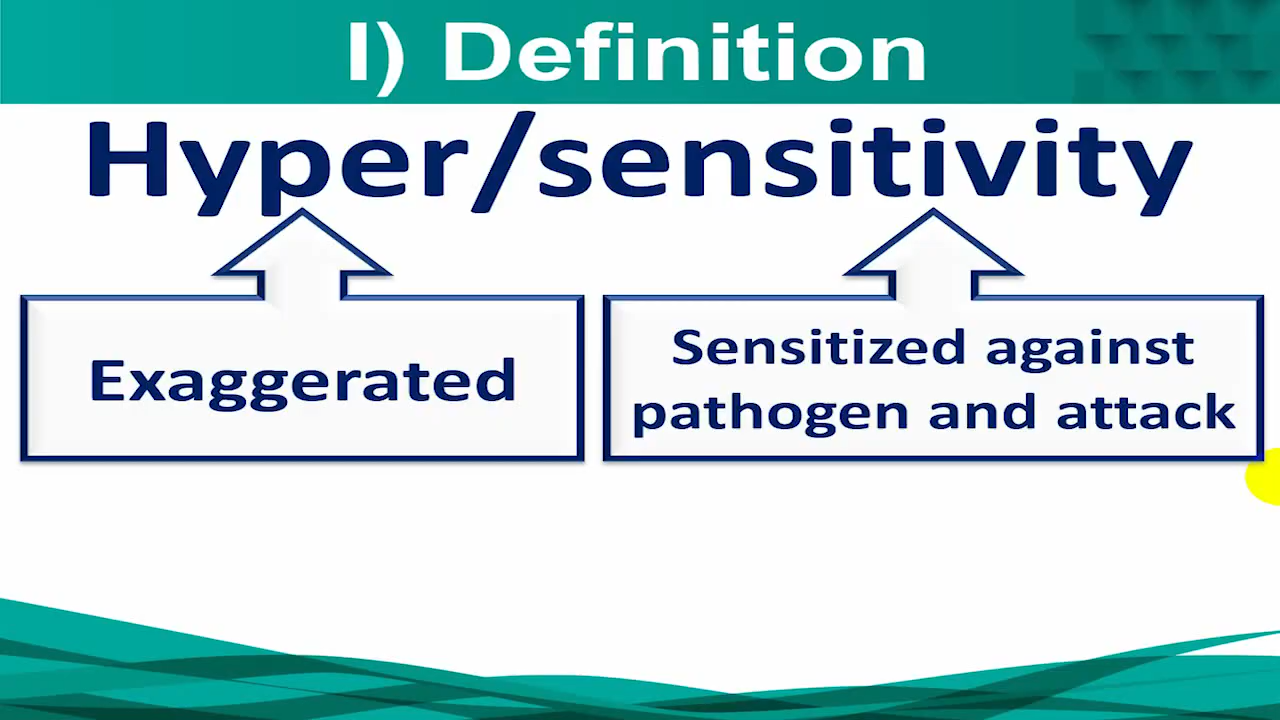 I) Definition
Hyper/sensitivity
Exaggerated
Sensitized against
pathogen and attack